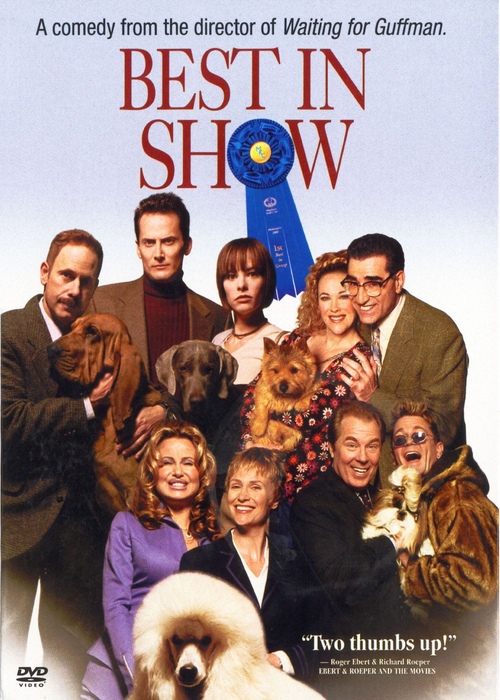 A comedy from the director of Waiting for Guffman.
BEST IN
SHOW
1st
"Two thumbs up!"
— Roger Ebert & Richard Roeper
EBERT & ROEPER AND THE MOVIES
DVD
VIDEO